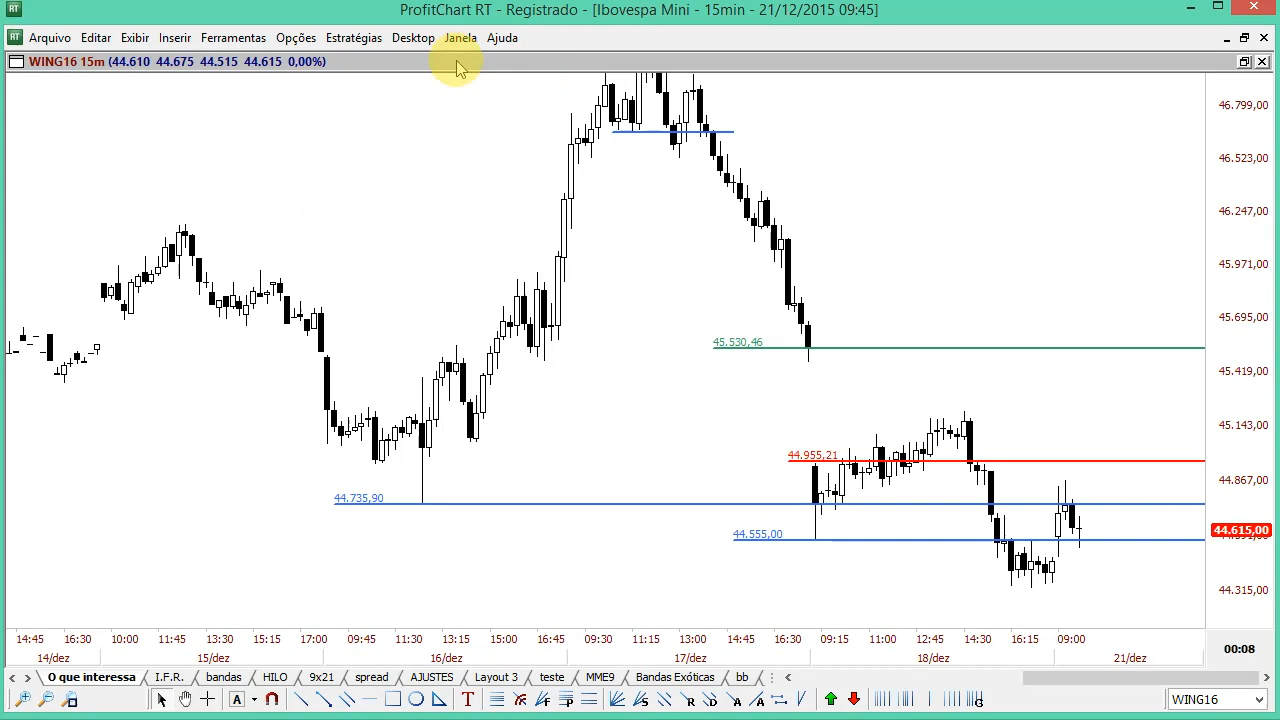 RT ProfitChart RT - Registrado - [Ibovespa Mini - 15min - 21/12/2015 09:45]
RT Arquivo Editar Exibir Inserir Ferramentas Opções Estratégias Desktop Janela Ajuda
WING16 15m (44.610 44.675 44.515 44.615 0,00%)
46.799,00
46.523,00
46.247,00
45.971,00
45.695,00
45.530,46
45.419,00
45.143,00
44.955,21
44.867,00
44.735,90
44.615,00
44.555,00
44.315,00
14:45 16:30 10:00 11:45 13:30 15:15 17:00 09:45 11:30 13:15 15:00 16:45 09:30 11:15 13:00 14:45 16:30 09:15 11:00 12:45 14:30 16:15 09:00
00:08
14/dez 15/dez 16/dez 17/dez 18/dez 21/dez
O que interessa I.F.R. bandas HILO 9x21 spread AJUSTES Layout 3 teste MME9 Bandas Exóticas bb
A T F P F S R D A A G WING16